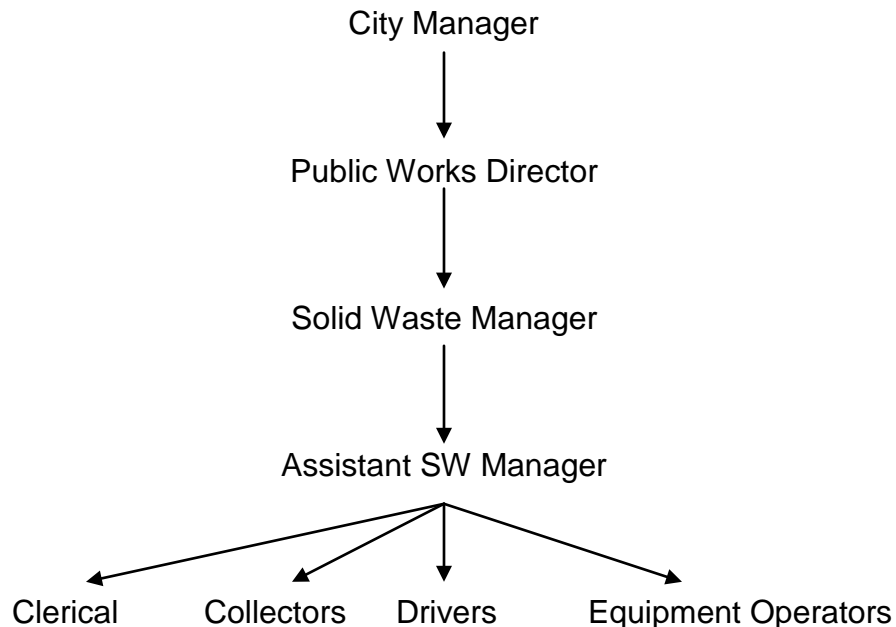 City Manager
Public Works Director
Solid Waste Manager
Assistant SW Manager
Clerical Collectors Drivers Equipment Operators